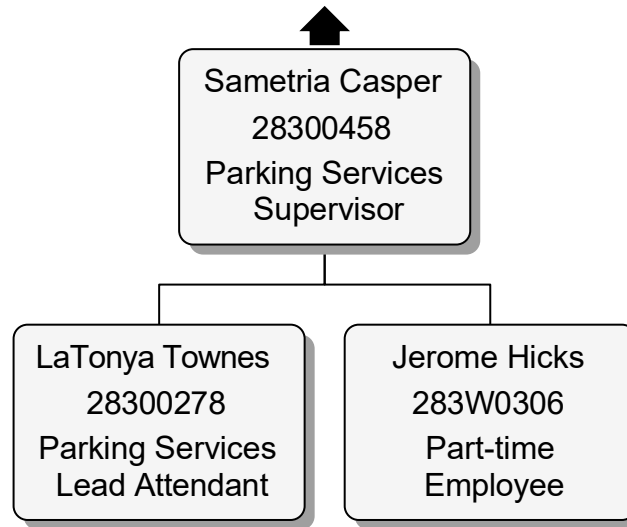 Sametria Casper
28300458
Parking Services
Supervisor
LaTonya Townes
28300278
Parking Services
Lead Attendant
Jerome Hicks
283W0306
Part-time
Employee